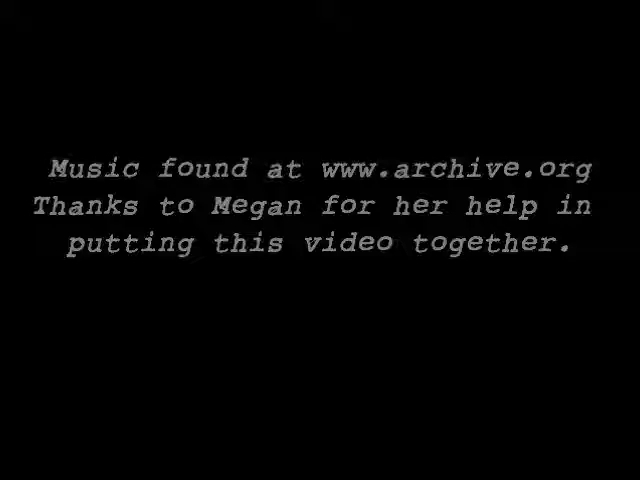 Music found at www.archive.org
Thanks to Megan for her help in
putting this video together.